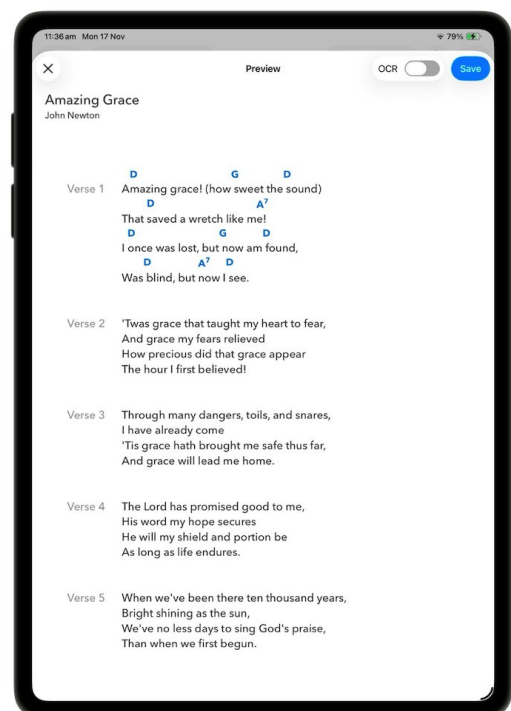 11:36 am Mon 17 Nov 79%
Preview OCR Save
Amazing Grace
John Newton
D G D
Verse 1 Amazing grace! (how sweet the sound)
D A7
That saved a wretch like me!
D G D
I once was lost, but now am found,
D A7 D
Was blind, but now I see.
Verse 2 'Twas grace that taught my heart to fear,
And grace my fears relieved
How precious did that grace appear
The hour I first believed!
Verse 3 Through many dangers, toils, and snares,
I have already come
'Tis grace hath brought me safe thus far,
And grace will lead me home.
Verse 4 The Lord has promised good to me,
His word my hope secures
He will my shield and portion be
As long as life endures.
Verse 5 When we've been there ten thousand years,
Bright shining as the sun,
We've no less days to sing God's praise,
Than when we first begun.